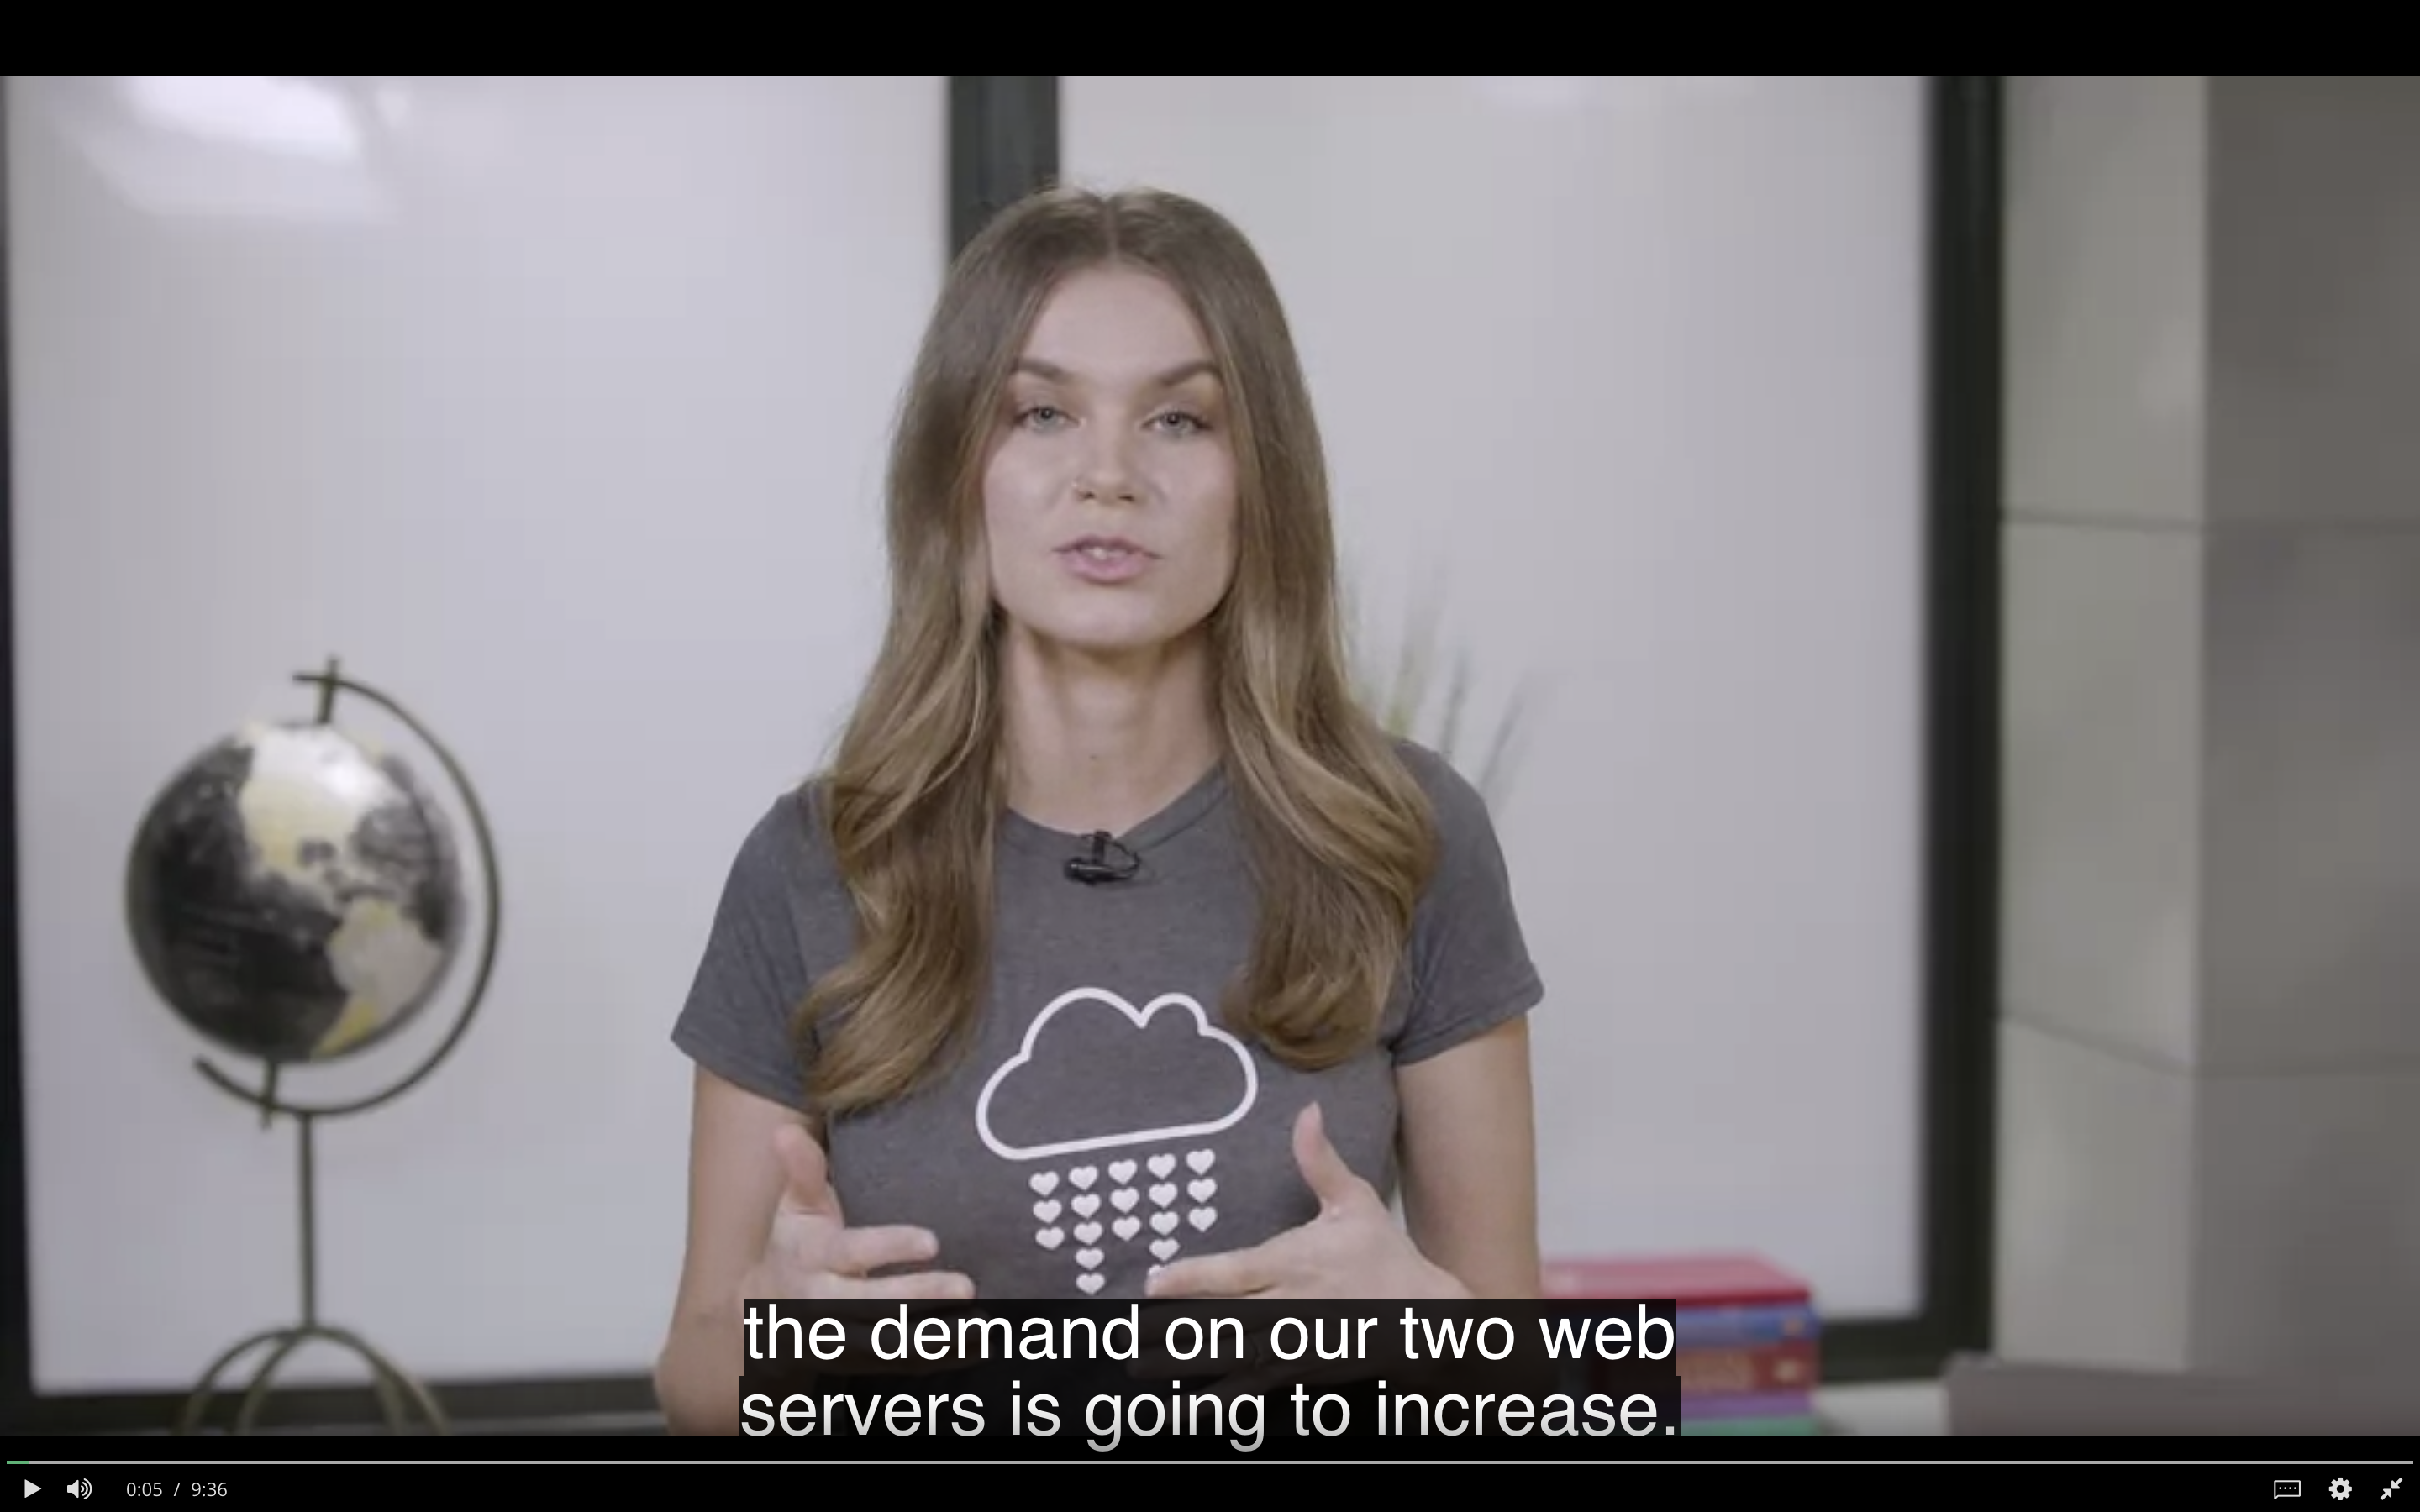 the demand on our two web
servers is going to increase.
0:05 / 9:36